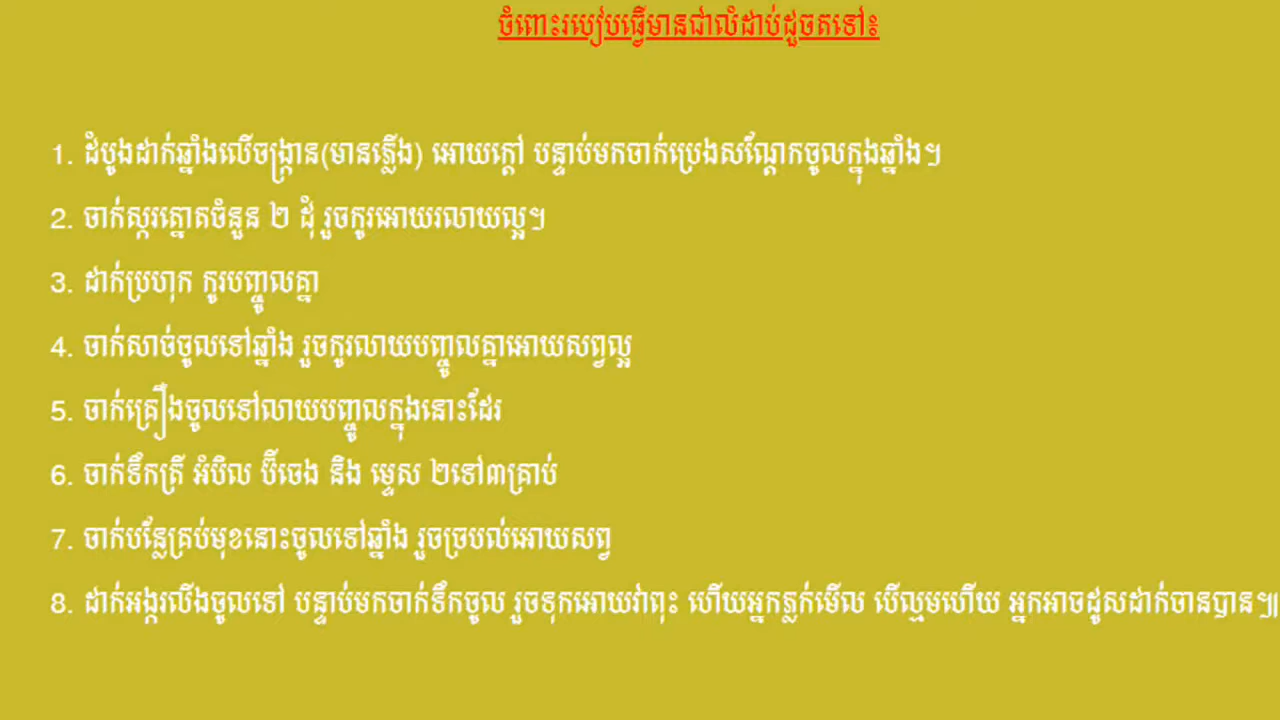 ចំពោះរបៀបធ្វើមានជាលំដាប់ដូចតទៅ៖
1. ដំបូងដាក់ឆ្នាំងលើចង្ក្រាន(មានភ្លើង) អោយក្ដៅ បន្ទាប់មកចាក់ប្រេងសណ្ដែកចូលក្នុងឆ្នាំង។
2. ចាក់ស្ករត្នោតចំនួន ២ ដុំ រួចកូរអោយរលាយល្អ។
3. ដាក់ប្រហុក កូរបញ្ចូលគ្នា
4. ចាក់សាច់ចូលទៅឆ្នាំង រួចកូរលាយបញ្ចូលគ្នាអោយសព្វល្អ
5. ចាក់គ្រឿងចូលទៅលាយបញ្ចូលក្នុងនោះដែរ
6. ចាក់ទឹកត្រី អំបិល ប៊ីចេង និង ម្ទេស ២ទៅ៣គ្រាប់
7. ចាក់បន្លែគ្រប់មុខនោះចូលទៅឆ្នាំង រួចច្របល់អោយសព្វ
8. ដាក់អង្ករលីងចូលទៅ បន្ទាប់មកចាក់ទឹកចូល រួចទុកអោយវាពុះ ហើយអ្នកភ្លក់មើល បើល្មមហើយ អ្នកអាចដួសដាក់ចានបាន៕